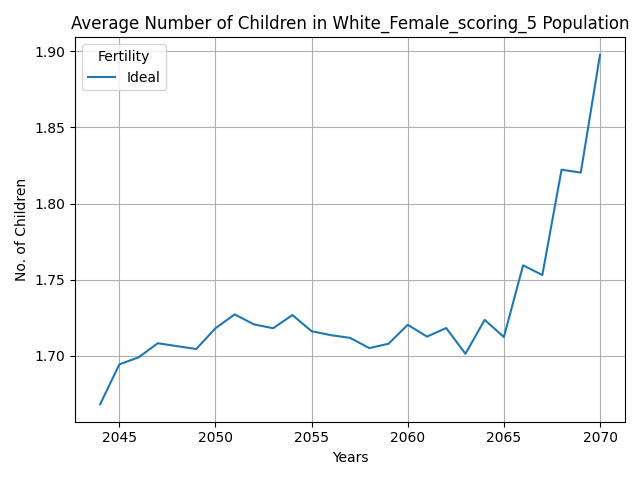 Average Number of Children in White_Female_scoring_5 Population
Fertility
Ideal
1.90
1.85
1.80
1.75
1.70
No. of Children
2045 2050 2055 2060 2065 2070
Years